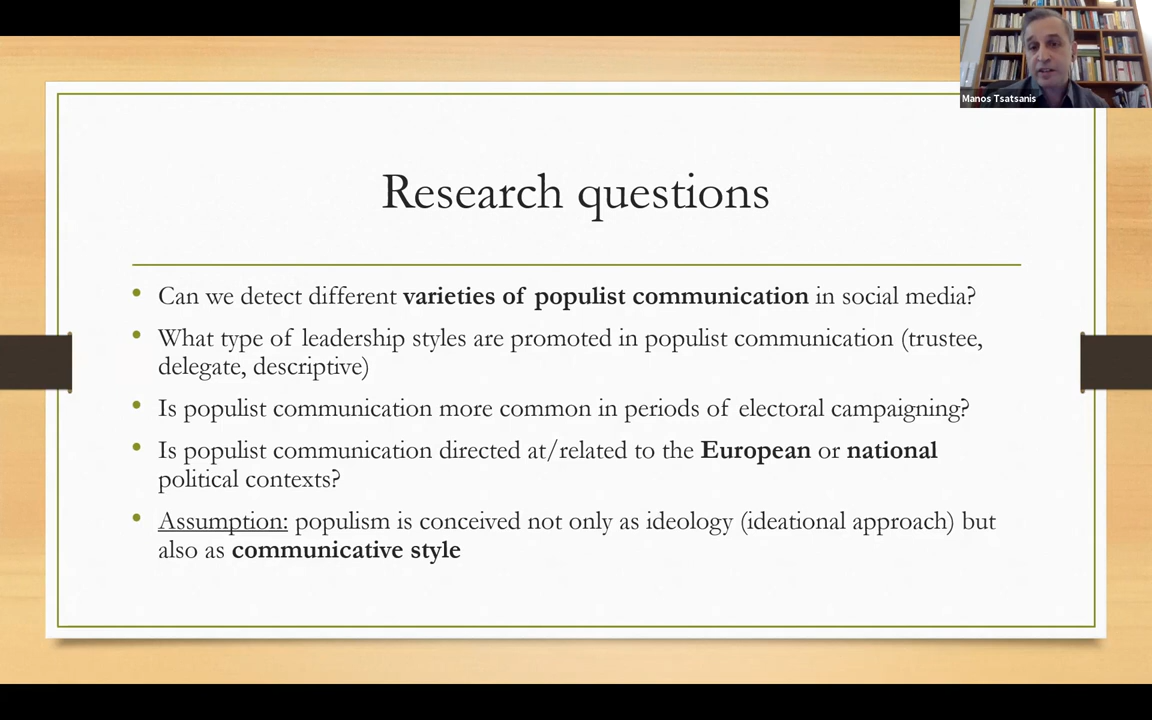 Manos Tsatsanis
Research questions
• Can we detect different varieties of populist communication in social media?
• What type of leadership styles are promoted in populist communication (trustee,
delegate, descriptive)
• Is populist communication more common in periods of electoral campaigning?
• Is populist communication directed at/related to the European or national
political contexts?
• Assumption: populism is conceived not only as ideology (ideational approach) but
also as communicative style